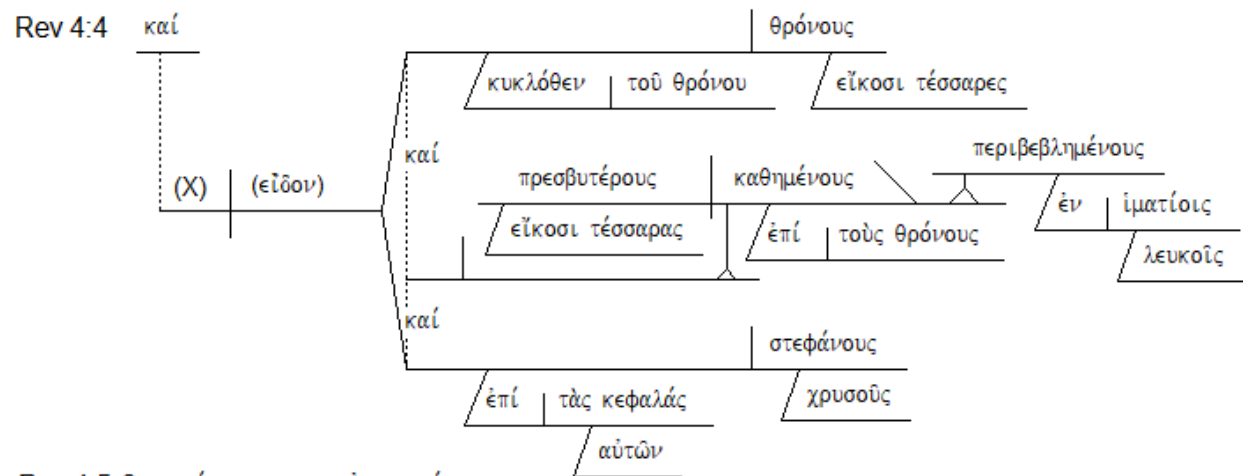 Rev 4:4 καί θρόνους
κυκλόθεν τοῦ θρόνου εἴκοσι τέσσαρες
καί περιβεβλημένους
(X) (εἶδον) πρεσβυτέρους καθημένους
εἴκοσι τέσσαρας ἐπί τοὺς θρόνους ἐν ἱματίοις
λευκοῖς
καί
στεφάνους
ἐπί τὰς κεφαλάς χρυσοῦς
αὐτῶν